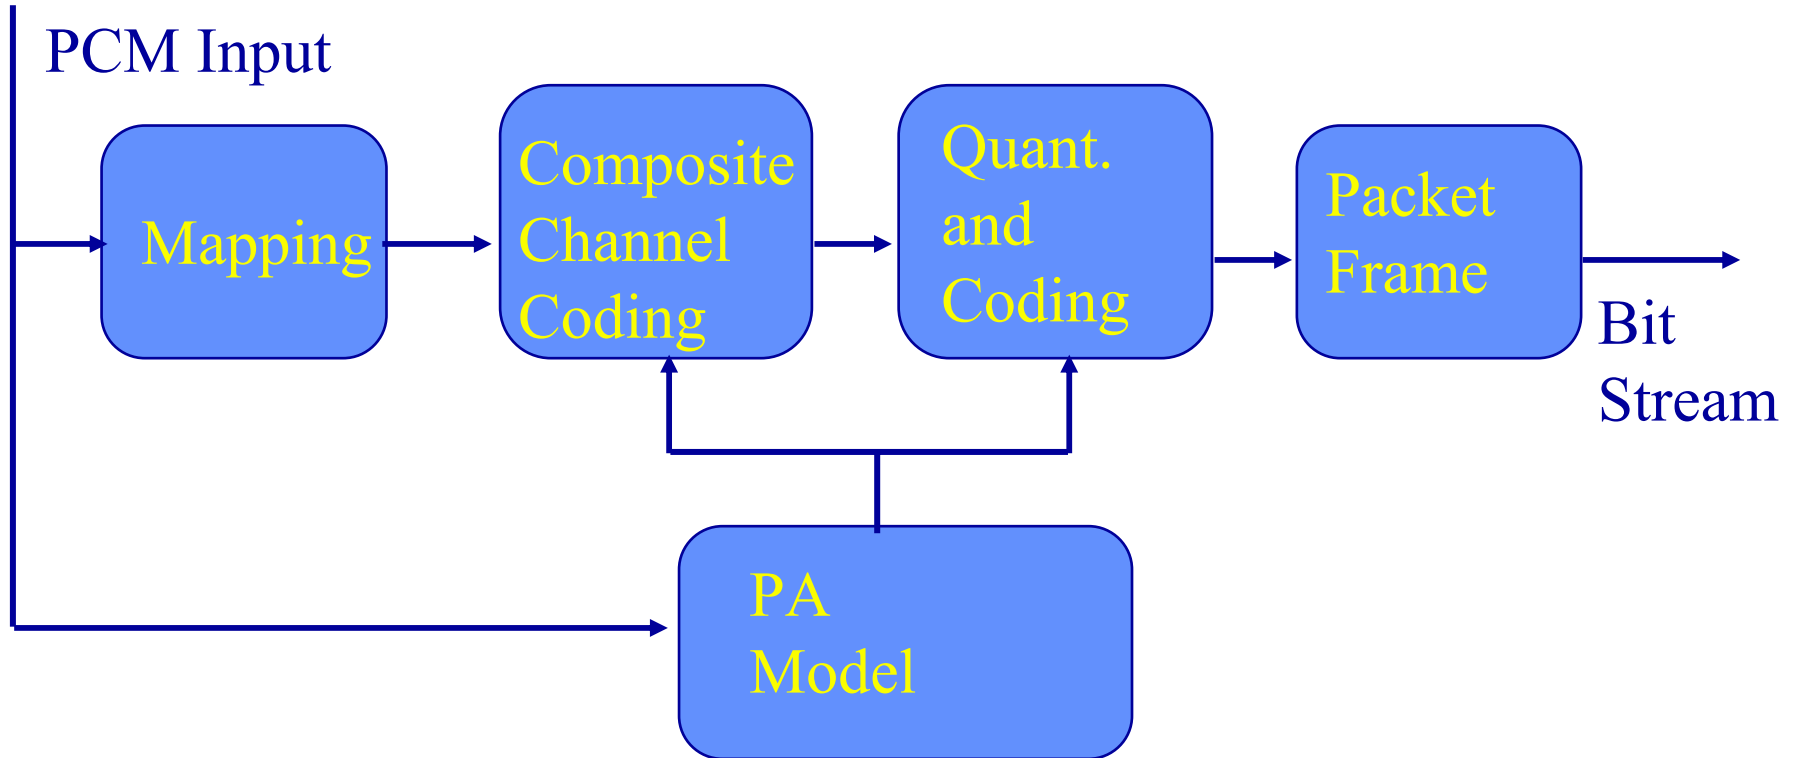 PCM Input
Mapping
Composite
Channel
Coding
Quant.
and
Coding
Packet
Frame
Bit
Stream
PA
Model